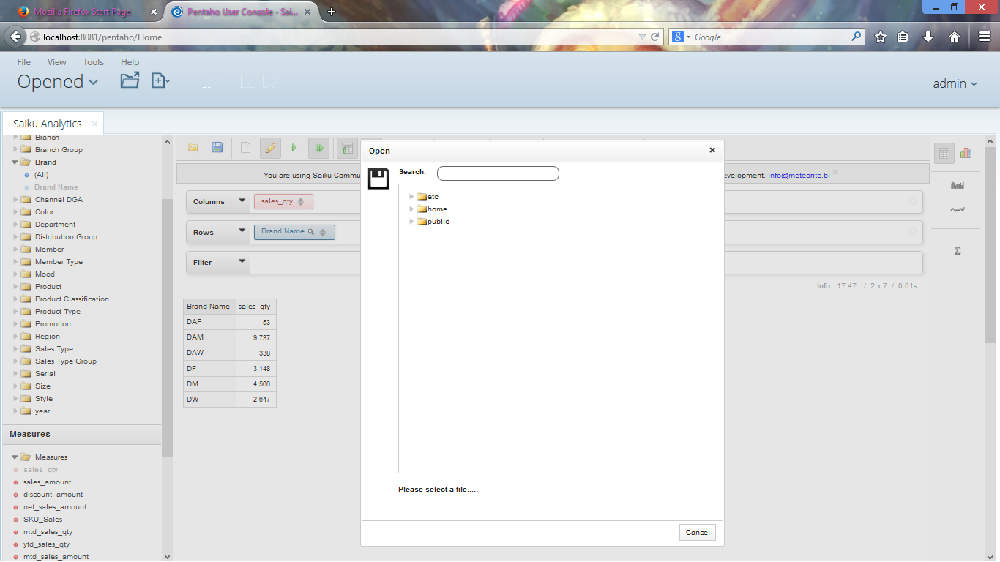 Mozilla Firefox Start Page
Pentaho User Console - Sai...
localhost:8081/pentaho/Home
Google
File View Tools Help
Opened
admin
Saiku Analytics
Branch
Branch Group
Brand
(All)
Brand Name
Channel DGA
Color
Department
Distribution Group
Member
Member Type
Mood
Product
Product Classification
Product Type
Promotion
Region
Sales Type
Sales Type Group
Serial
Size
Style
year
Measures
Measures
sales_qty
sales_amount
discount_amount
net_sales_amount
SKU_Sales
mtd_sales_qty
ytd_sales_qty
mtd_sales_amount
You are using Saiku Commu
evelopment. info@meteorite.bi
Columns sales_qty
Rows Brand Name
Filter
Info: 17:47 / 2 x 7 / 0.01s
Brand Name sales_qty
DAF 53
DAM 9,737
DAW 338
DF 3,148
DM 4,566
DW 2,647
Open
Search:
etc
home
public
Please select a file.....
Cancel